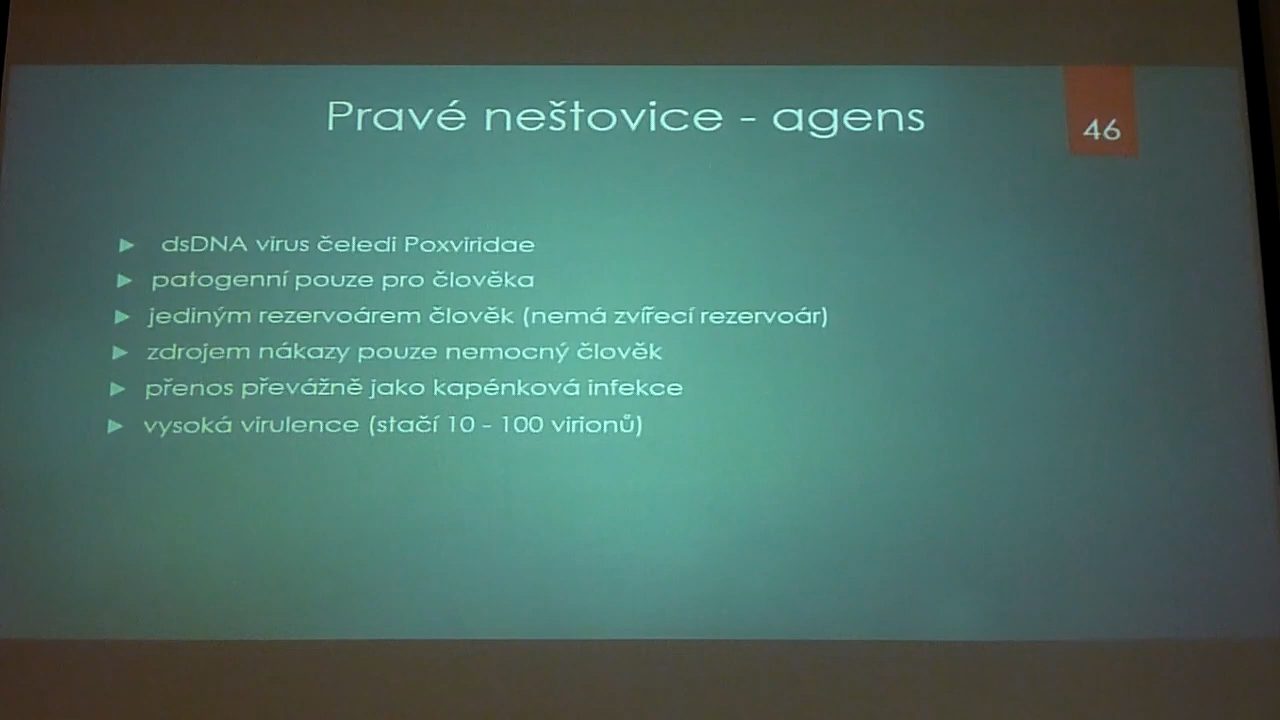 Pravé neštovice - agens
46
dsDNA virus čeledi Poxviridae
patogenní pouze pro člověka
jediným rezervoárem člověk (nemá zvířecí rezervoár)
zdrojem nákazy pouze nemocný člověk
přenos převážně jako kapénková infekce
vysoká virulence (stačí 10 - 100 virionů)